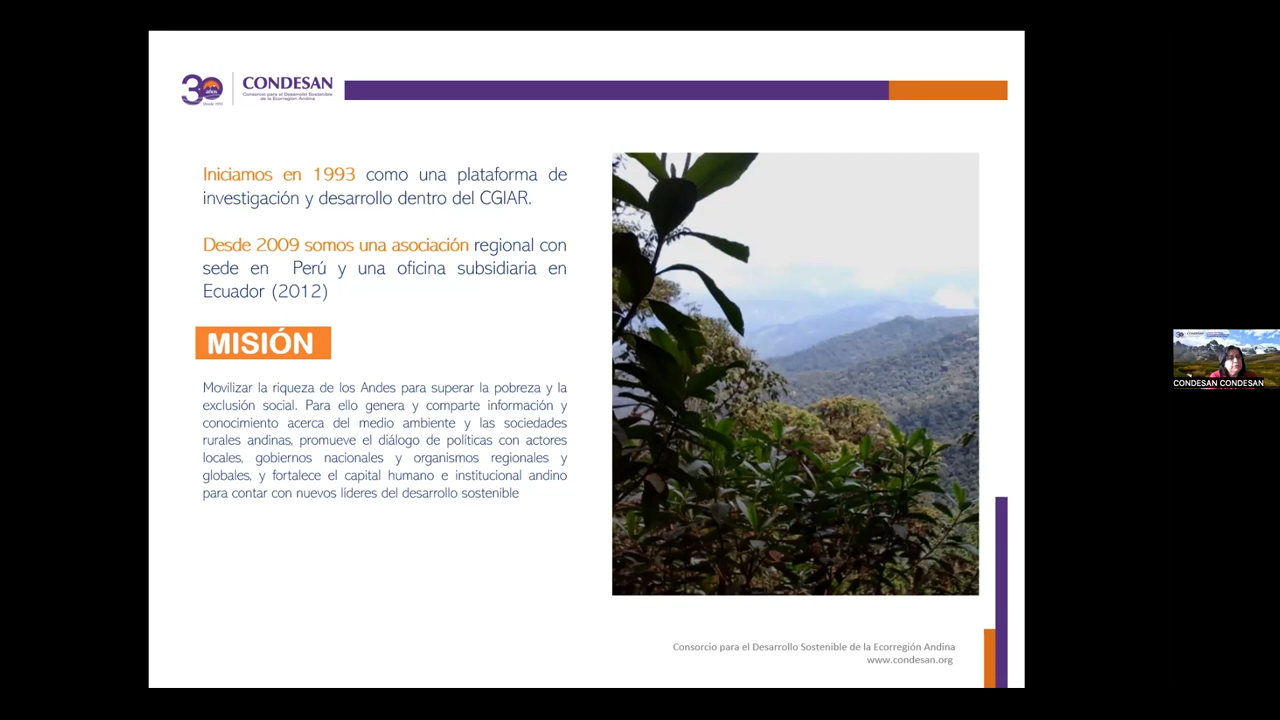 30 años
CONDESAN
Consorcio para el Desarrollo Sostenible
de la Ecorregión Andina
Iniciamos en 1993 como una plataforma de
investigación y desarrollo dentro del CGIAR.
Desde 2009 somos una asociación regional con
sede en Perú y una oficina subsidiaria en
Ecuador (2012)
MISIÓN
Movilizar la riqueza de los Andes para superar la pobreza y la
exclusión social. Para ello genera y comparte información y
conocimiento acerca del medio ambiente y las sociedades
rurales andinas, promueve el diálogo de políticas con actores
locales, gobiernos nacionales y organismos regionales y
globales, y fortalece el capital humano e institucional andino
para contar con nuevos líderes del desarrollo sostenible
Consorcio para el Desarrollo Sostenible de la Ecorregión Andina
www.condesan.org
CONDESAN CONDESAN